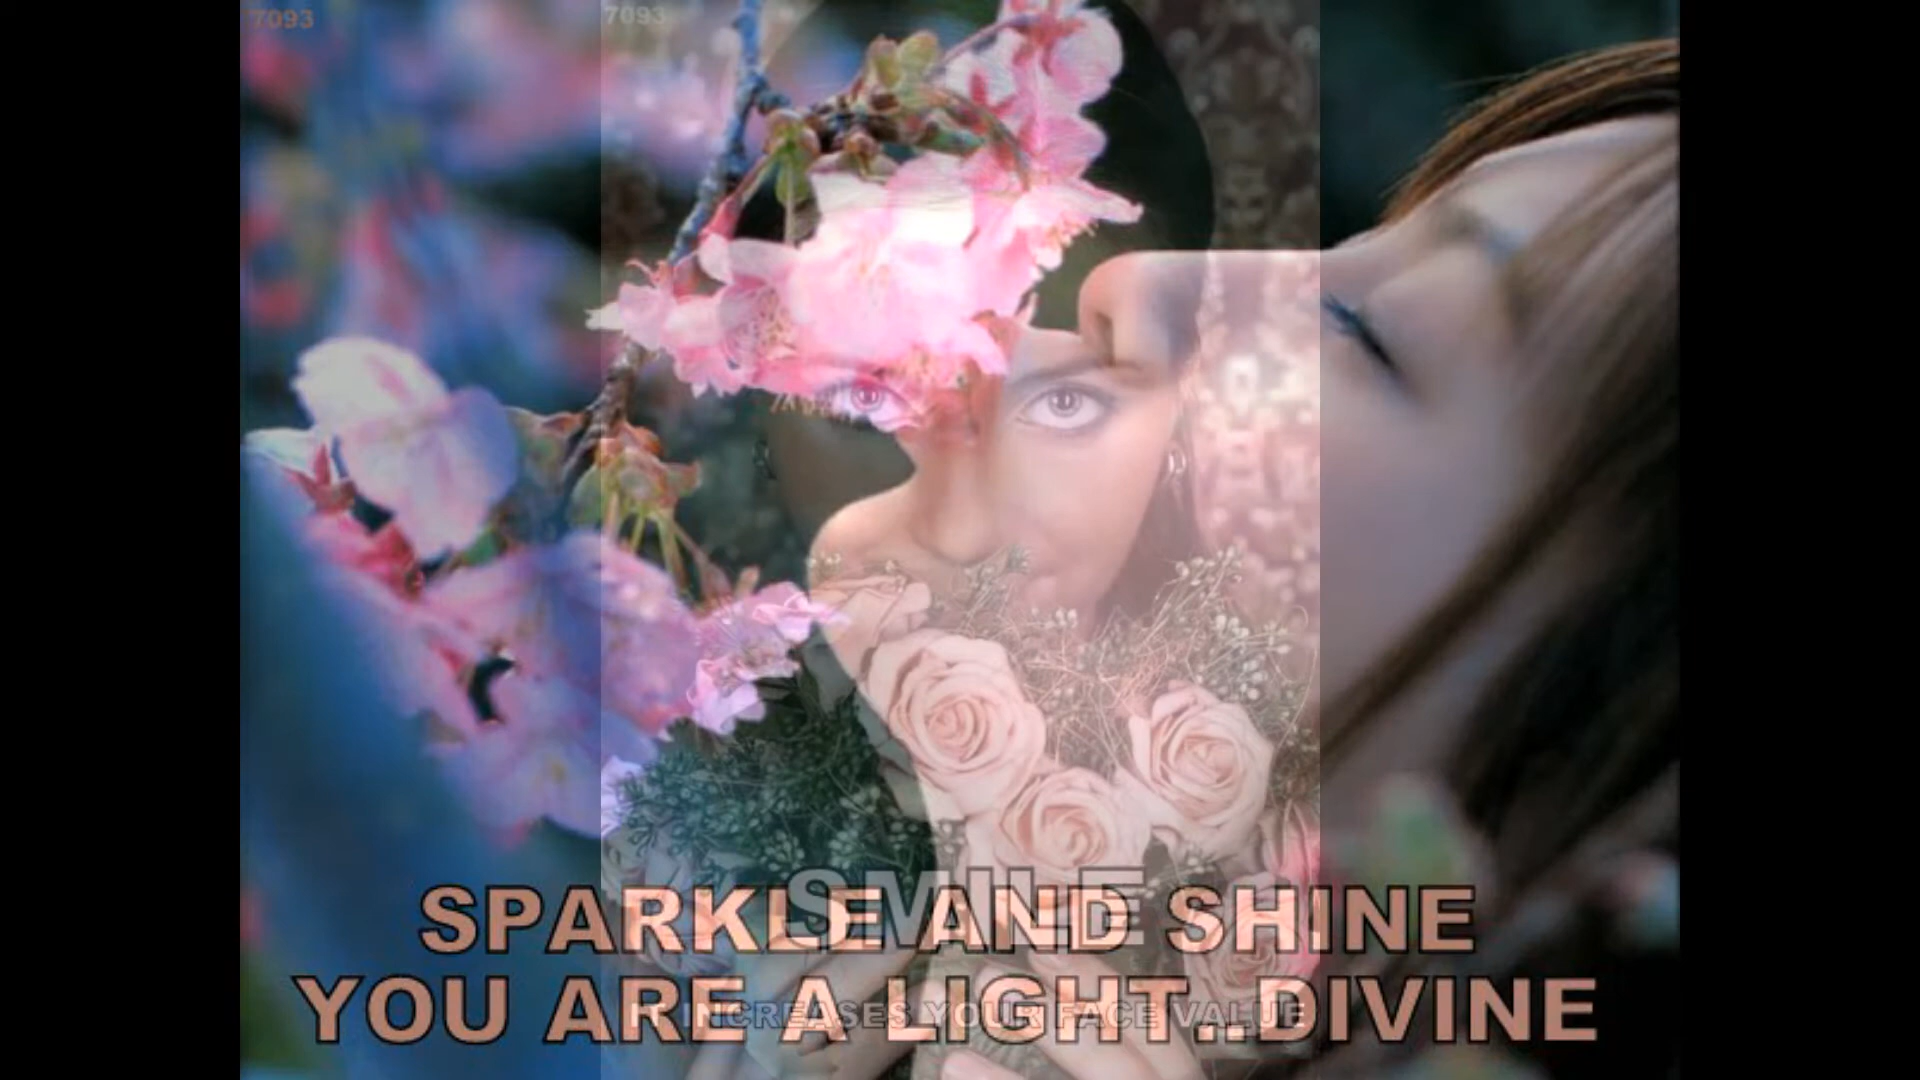 7093
7093
SMILE
SPARKLE AND SHINE
YOU ARE A LIGHT..DIVINE
IT INCREASES YOUR FACE VALUE